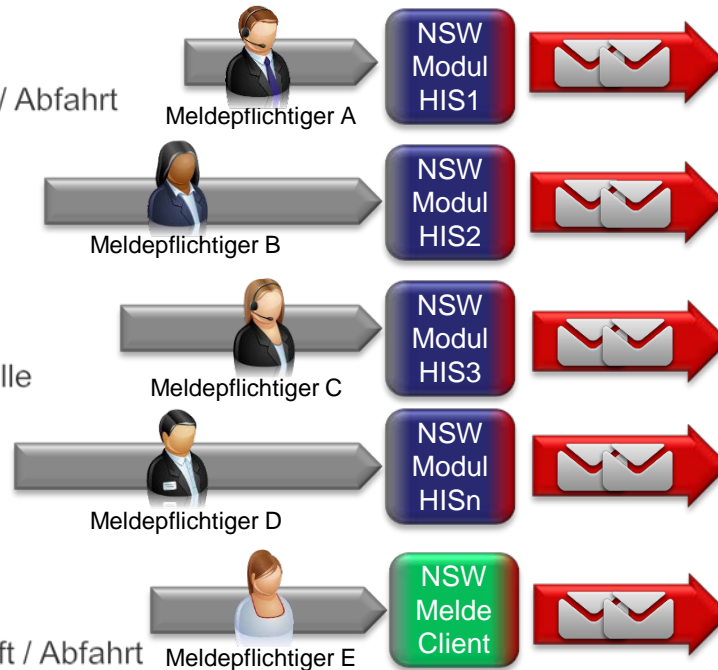 NSW
Modul
HIS1
/ Abfahrt
Meldepflichtiger A
NSW
Modul
HIS2
Meldepflichtiger B
NSW
Modul
HIS3
lle
Meldepflichtiger C
NSW
Modul
HISn
Meldepflichtiger D
NSW
Melde
Client
ft / Abfahrt
Meldepflichtiger E